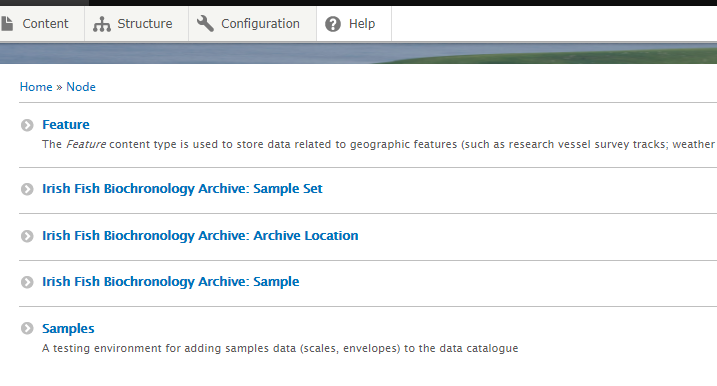 Content Structure Configuration Help
Home » Node
Feature
The Feature content type is used to store data related to geographic features (such as research vessel survey tracks; weather
Irish Fish Biochronology Archive: Sample Set
Irish Fish Biochronology Archive: Archive Location
Irish Fish Biochronology Archive: Sample
Samples
A testing environment for adding samples data (scales, envelopes) to the data catalogue